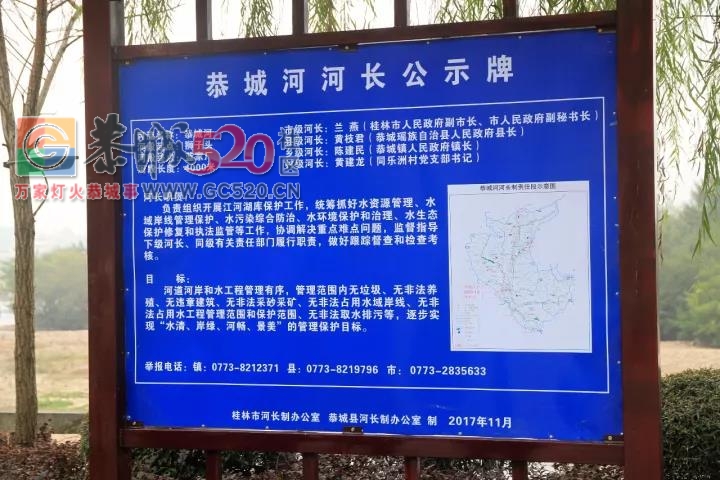 恭城河河长公示牌
恭城河
市级河长：兰 燕（桂林市人民政府副市长、市人民政府副秘书长）
县级河长：黄枝君（恭城瑶族自治县人民政府县长）
乡级河长：陈建民（恭城镇人民政府镇长）
村级河长：黄建龙（同乐洲村党支部书记）
长度：4000
河长职责：
负责组织开展江河湖库保护工作，统筹抓好水资源管理、水
域岸线管理保护、水污染综合防治、水环境保护和治理、水生态
保护修复和执法监管等工作，协调解决重点难点问题，监督指导
下级河长、同级有关责任部门履行职责，做好跟踪督查和检查考
核。
目 标：
河道河岸和水工程管理有序，管理范围内无垃圾、无非法养
殖、无违章建筑、无非法采砂采矿、无非法占用水域岸线、无非
法占用水工程管理范围和保护范围、无非法取水排污等，逐步实
现“水清、岸绿、河畅、景美”的管理保护目标。
举报电话：镇：0773-8212371 县：0773-8219796 市：0773-2835633
恭城河河长制责任段示意图
桂林市河长制办公室 恭城县河长制办公室 制 2017年11月
恭城520
万家灯火恭城事
www.GC520.CN